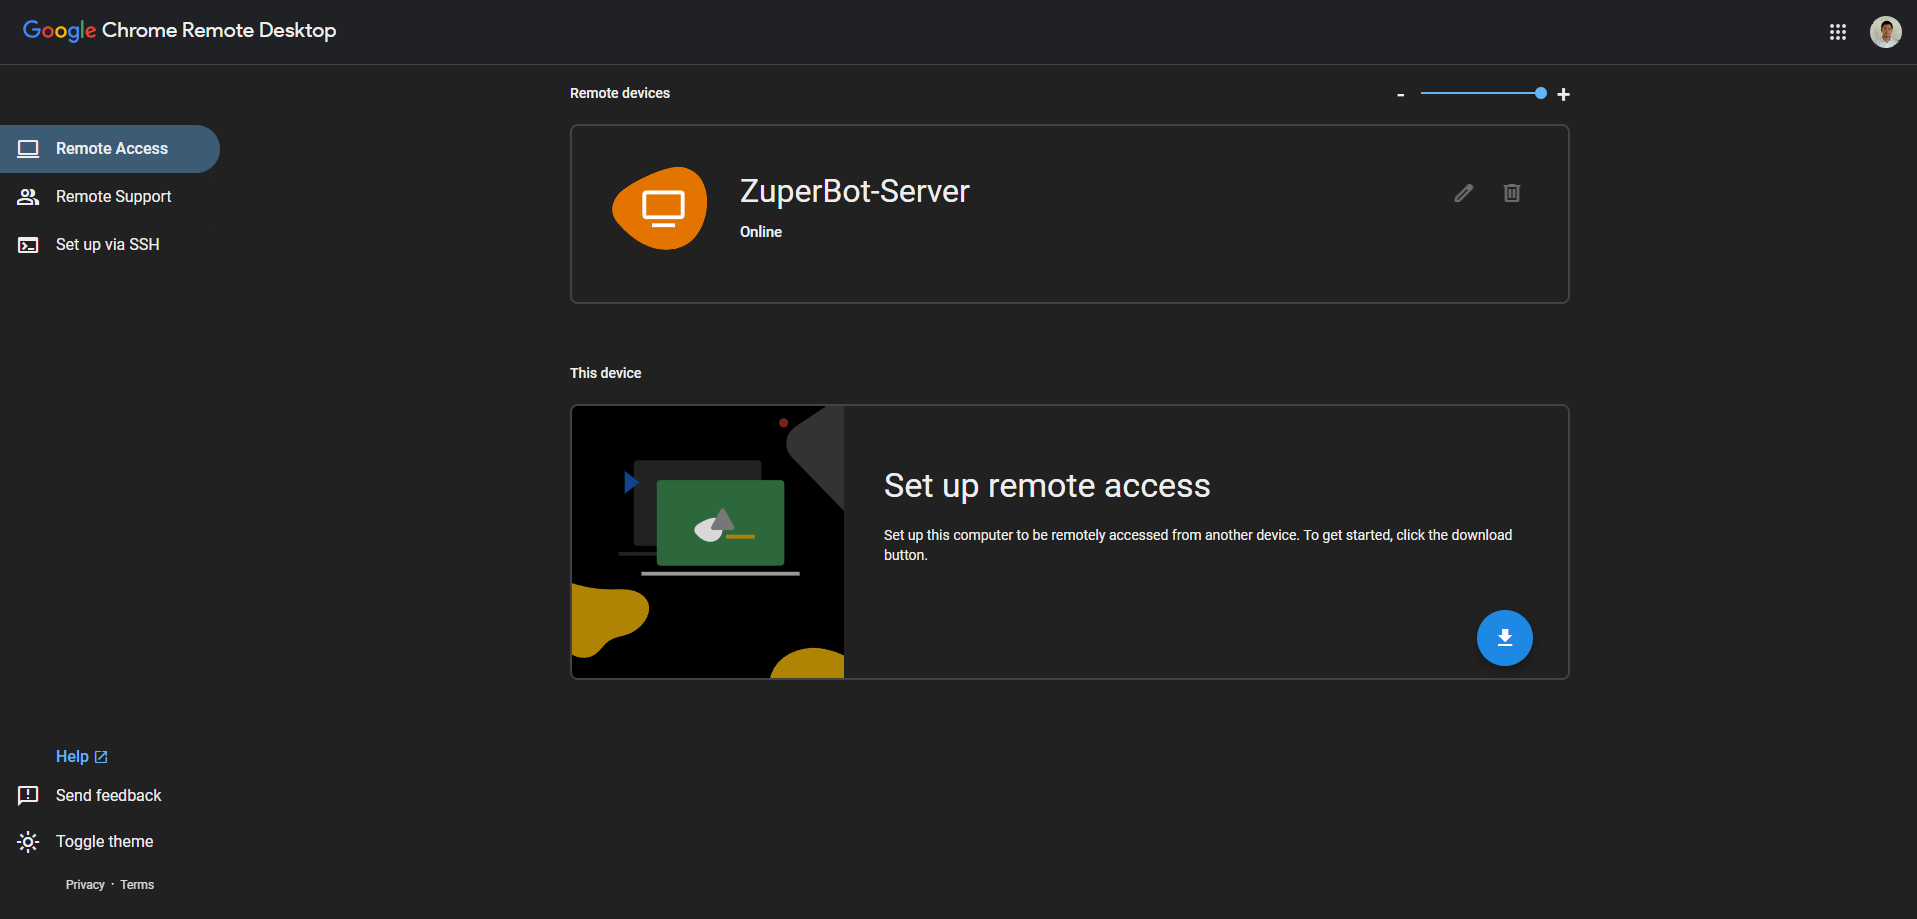 Google Chrome Remote Desktop
Remote devices
- +
Remote Access
Remote Support
Set up via SSH
ZuperBot-Server
Online
This device
Set up remote access
Set up this computer to be remotely accessed from another device. To get started, click the download
button.
Help
Send feedback
Toggle theme
Privacy · Terms